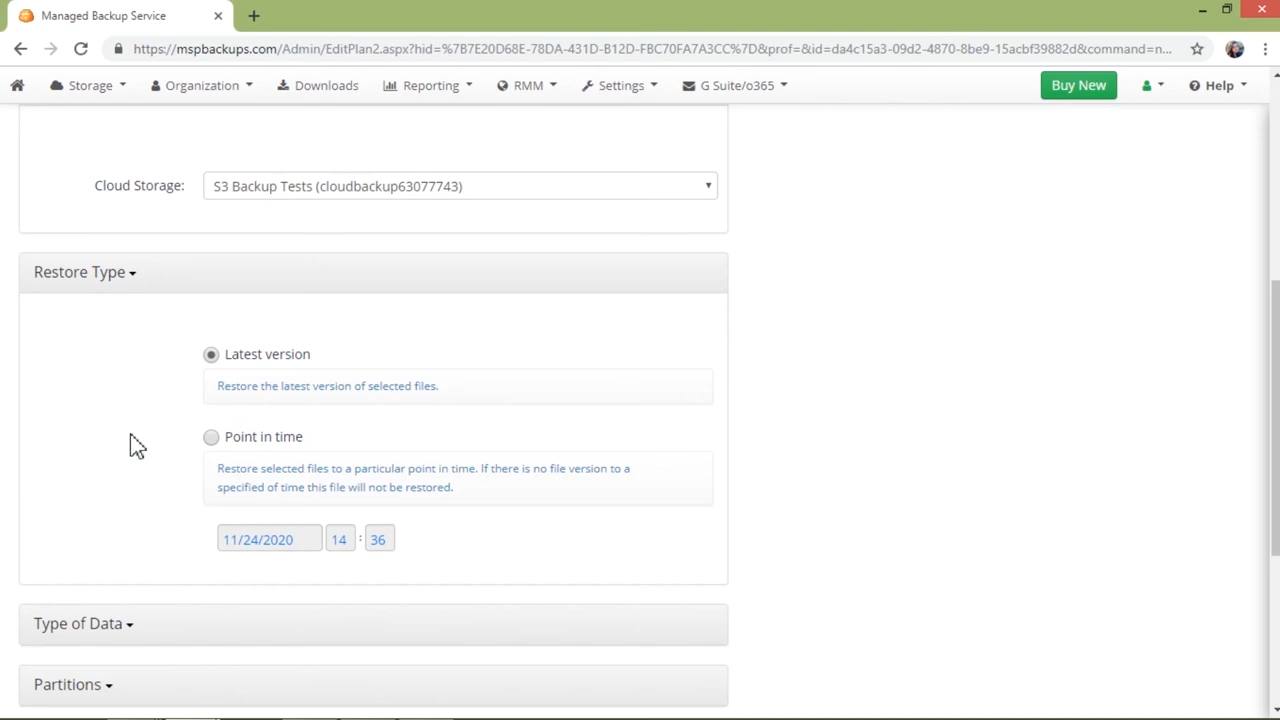 Managed Backup Service
https://mspbackups.com/Admin/EditPlan2.aspx?hid=%7B7E20D68E-78DA-431D-B12D-FBC70FA7A3CC%7D&prof=&id=da4c15a3-09d2-4870-8be9-15acbf39882d&command=n...
Storage Organization Downloads Reporting RMM Settings G Suite/o365 Buy New Help
Cloud Storage: S3 Backup Tests (cloudbackup63077743)
Restore Type
Latest version
Restore the latest version of selected files.
Point in time
Restore selected files to a particular point in time. If there is no file version to a
specified of time this file will not be restored.
11/24/2020 14 : 36
Type of Data
Partitions